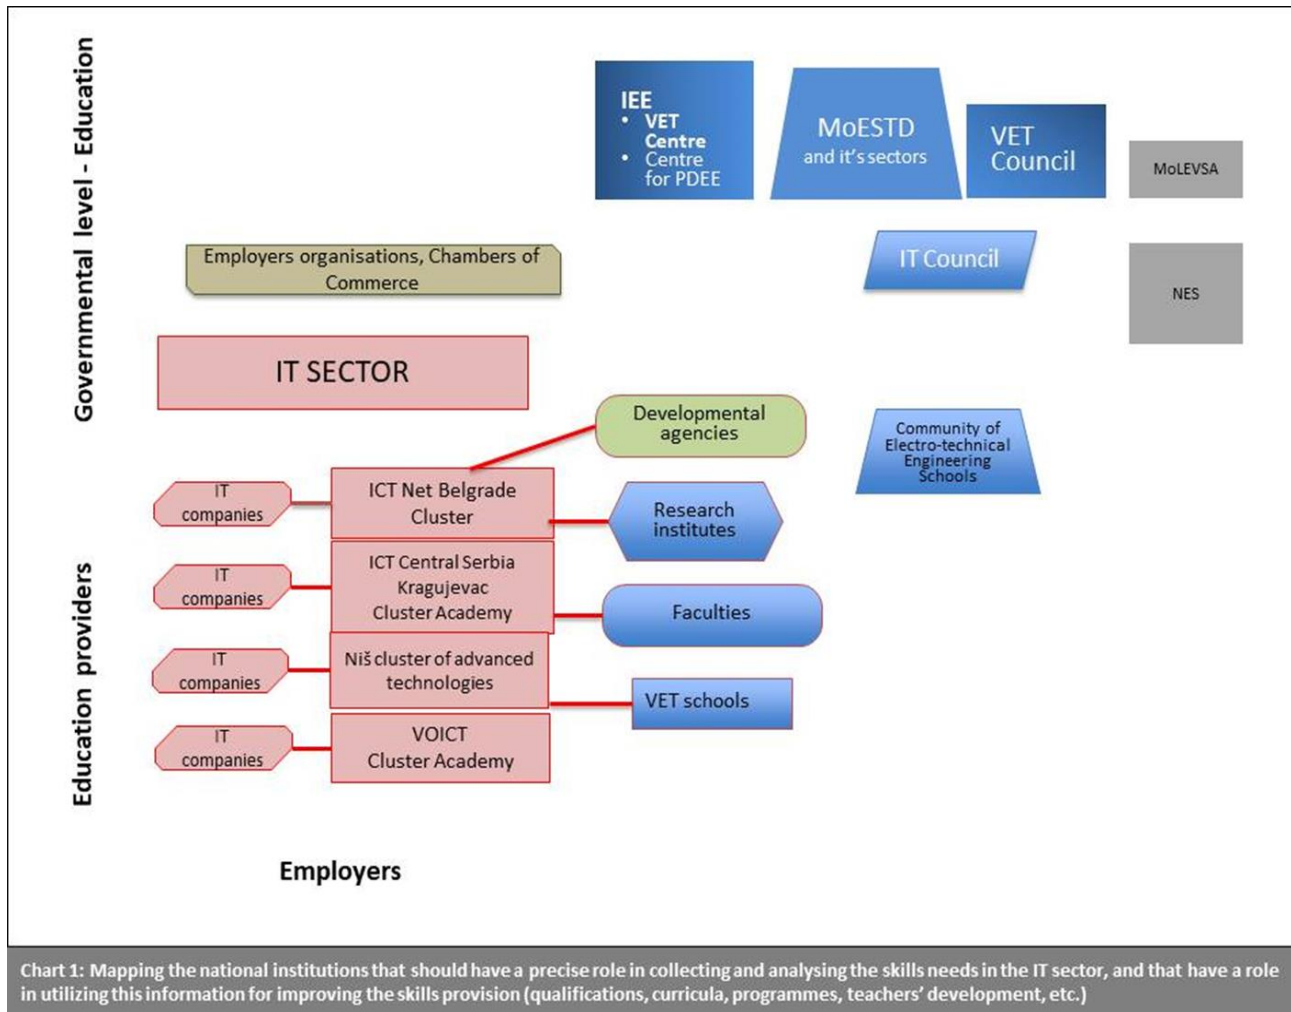 Governmental level - Education
IEE
• VET
Centre
• Centre
for PDEE
MoESTD
and it's sectors
VET
Council
MoLEVSA
Employers organisations, Chambers of
Commerce
IT Council
NES
IT SECTOR
Developmental
agencies
Community of
Electro-technical
Engineering
Schools
Education providers
IT
companies
ICT Net Belgrade
Cluster
Research
institutes
IT
companies
ICT Central Serbia
Kragujevac
Cluster Academy
Faculties
IT
companies
Niš cluster of advanced
technologies
VET schools
IT
companies
VOICT
Cluster Academy
Employers
Chart 1: Mapping the national institutions that should have a precise role in collecting and analysing the skills needs in the IT sector, and that have a role
in utilizing this information for improving the skills provision (qualifications, curricula, programmes, teachers' development, etc.)